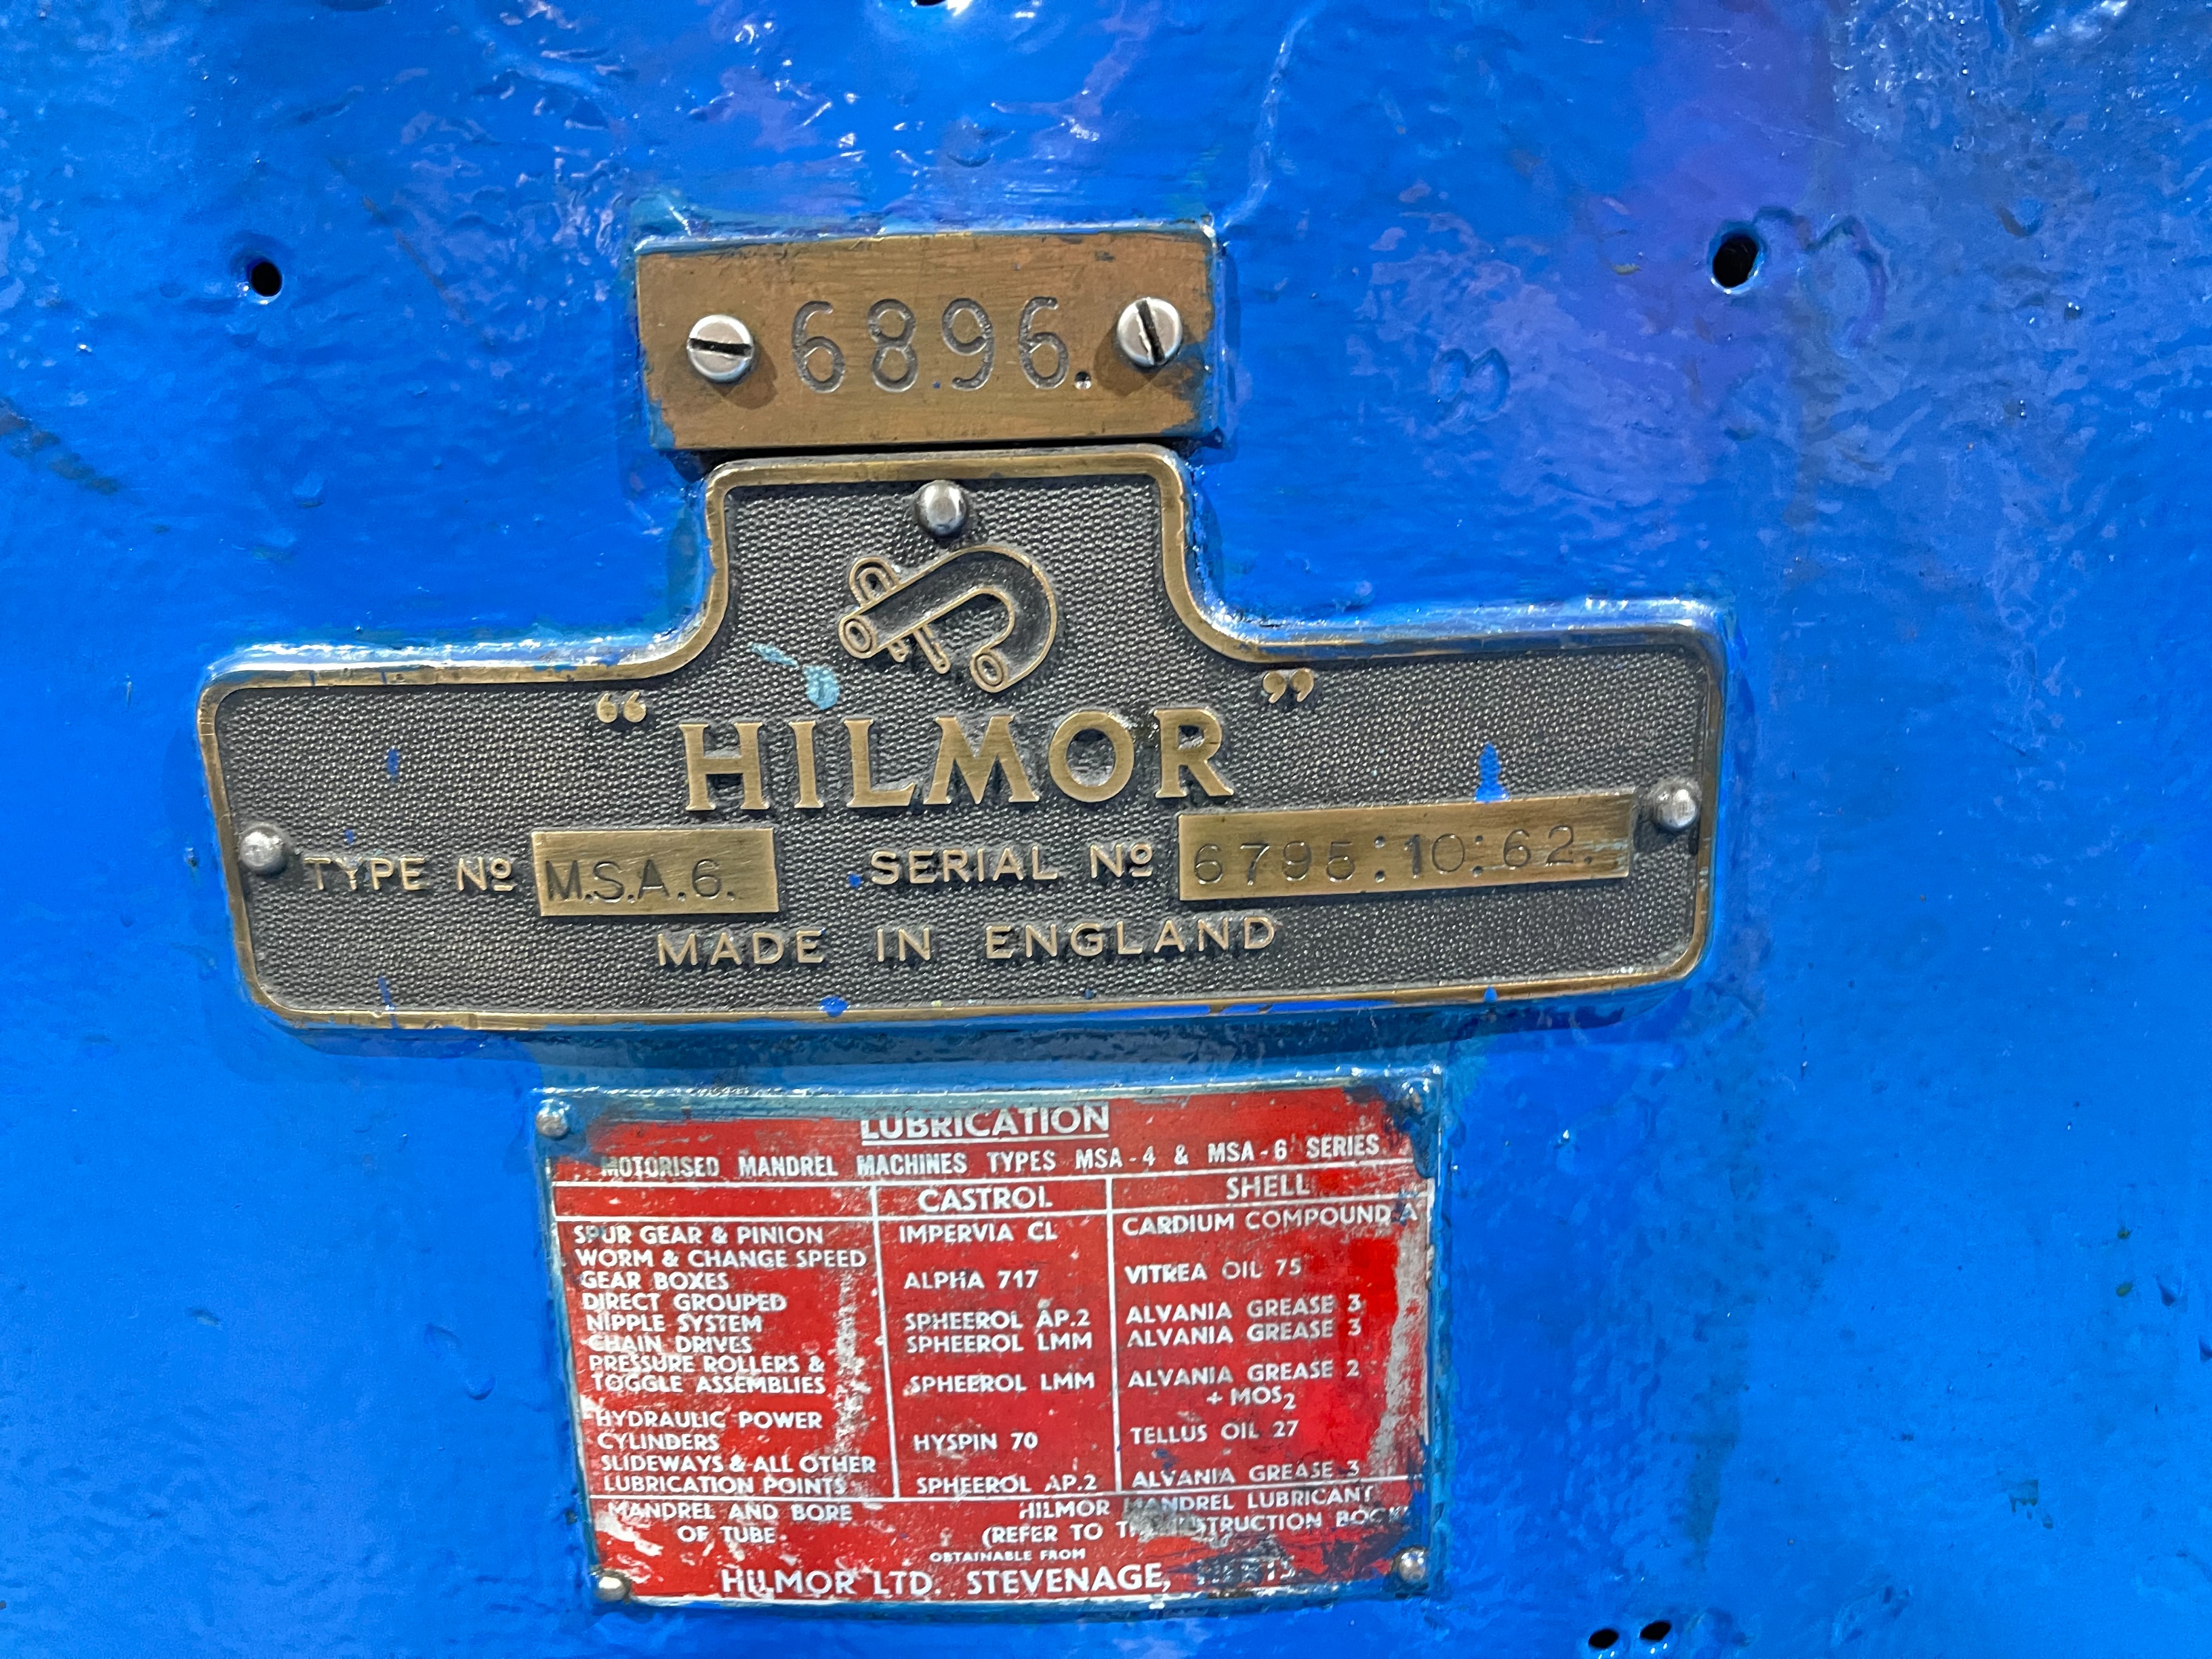 6896.
“HILMOR”
TYPE Nº M.S.A.6. SERIAL Nº 6795:10:62.
MADE IN ENGLAND
LUBRICATION
MOTORISED MANDREL MACHINES TYPES MSA-4 & MSA-6 SERIES
CASTROL SHELL
SPUR GEAR & PINION IMPERVIA CL CARDIUM COMPOUND A
WORM & CHANGE SPEED
GEAR BOXES ALPHA 717 VITREA OIL 75
DIRECT GROUPED
NIPPLE SYSTEM SPHEEROL AP.2 ALVANIA GREASE 3
CHAIN DRIVES SPHEEROL LMM ALVANIA GREASE 3
PRESSURE ROLLERS &
TOGGLE ASSEMBLIES SPHEEROL LMM ALVANIA GREASE 2
+ MOS₂
HYDRAULIC POWER
CYLINDERS HYSPIN 70 TELLUS OIL 27
SLIDEWAYS & ALL OTHER
LUBRICATION POINTS SPHEEROL AP.2 ALVANIA GREASE 3
MANDREL AND BORE HILMOR MANDREL LUBRICANT
OF TUBE (REFER TO
OBTAINABLE FROM
HILMOR LTD. STEVENAGE,